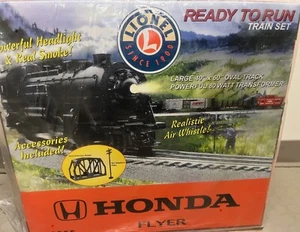 LIONEL
SINCE 1900
READY TO RUN
TRAIN SET
Powerful Headlight
& Real Smoke!
LARGE 40" x 60" OVAL TRACK
POWERFUL 80 WATT TRANSFORMER
Realistic
Air Whistle!
Accessories
Included!
HONDA
FLYER